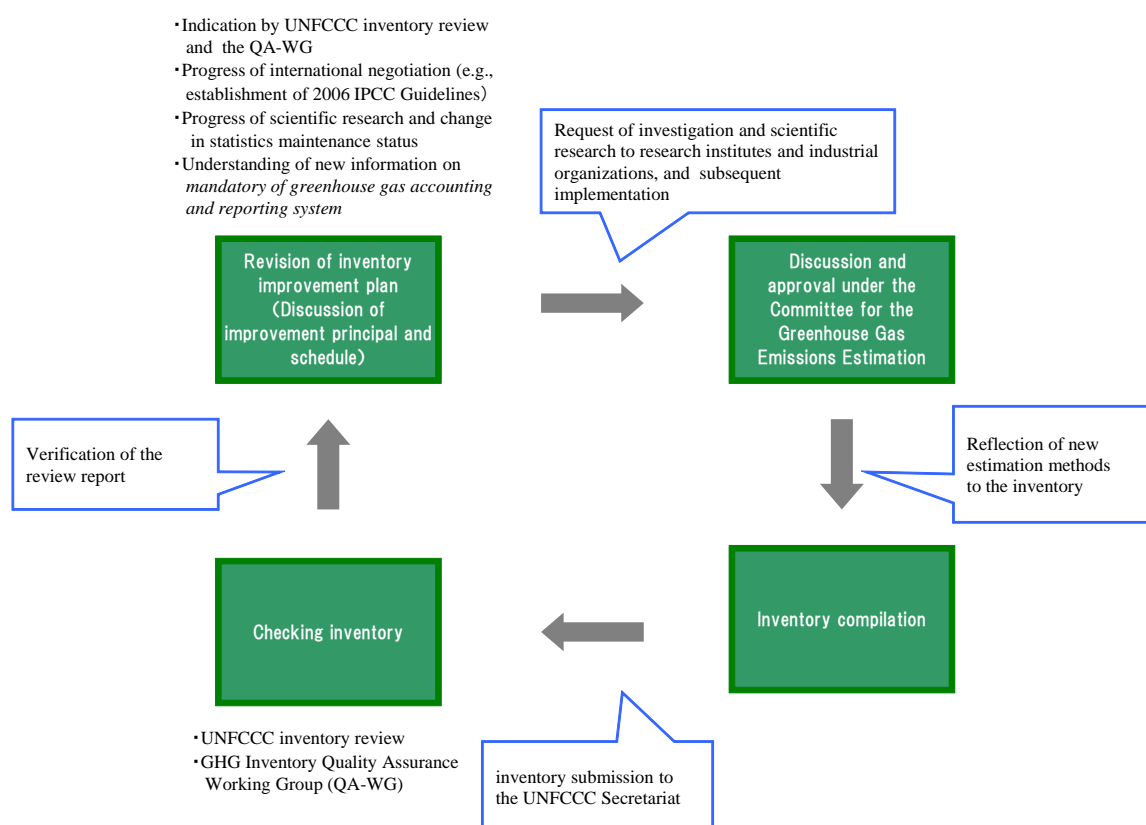 ・Indication by UNFCCC inventory review
and the QA-WG
・Progress of international negotiation (e.g.,
establishment of 2006 IPCC Guidelines）
・Progress of scientific research and change
in statistics maintenance status
・Understanding of new information on
mandatory of greenhouse gas accounting
and reporting system
Request of investigation and scientific
research to research institutes and industrial
organizations, and subsequent
implementation
Revision of inventory
improvement plan
（Discussion of
improvement principal and
schedule）
Discussion and
approval under the
Committee for the
Greenhouse Gas
Emissions Estimation
Verification of the
review report
Reflection of new
estimation methods
to the inventory
Checking inventory
Inventory compilation
・UNFCCC inventory review
・GHG Inventory Quality Assurance
Working Group (QA-WG)
inventory submission to
the UNFCCC Secretariat